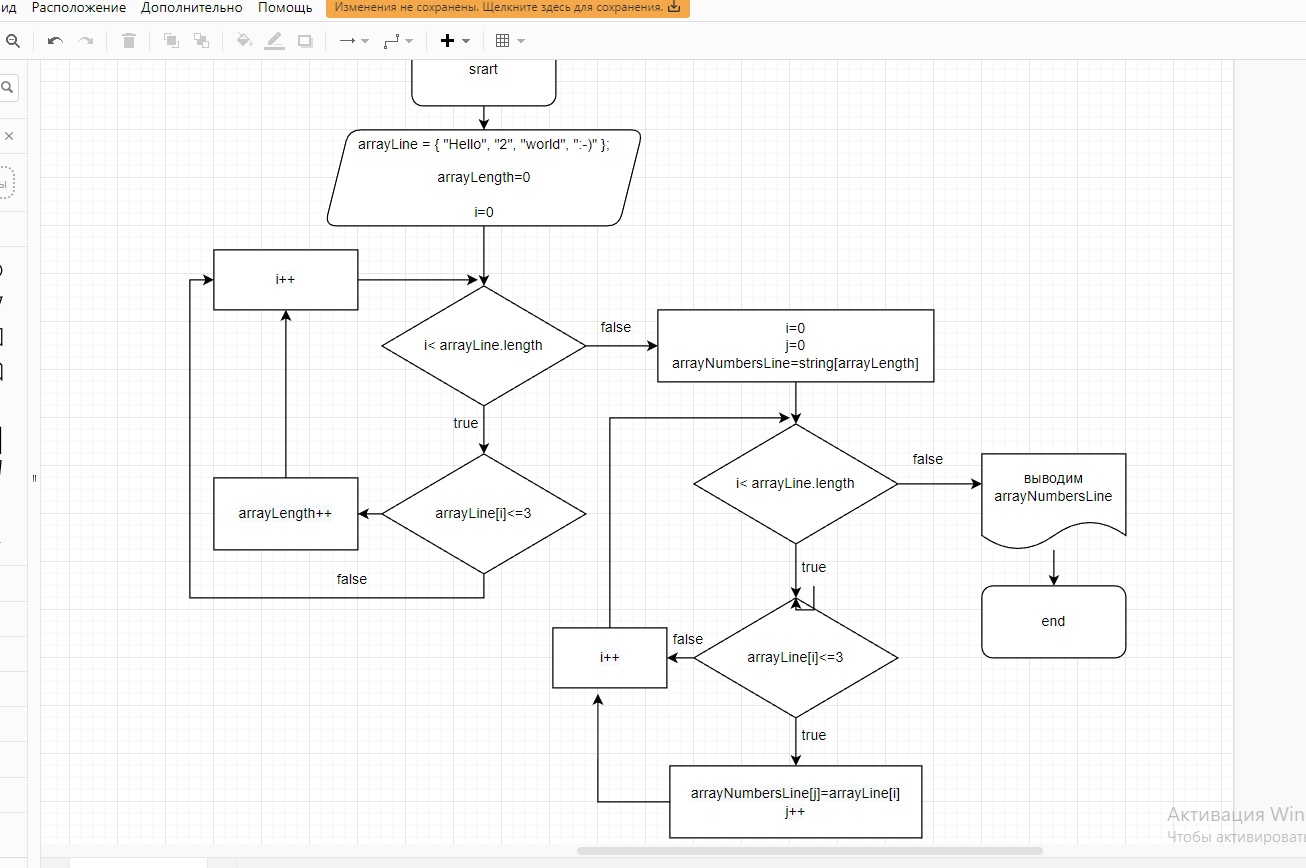 ид Расположение Дополнительно Помощь
Изменения не сохранены. Щелкните здесь для сохранения.
srart
arrayLine = { "Hello", "2", "world", ":-)" };
arrayLength=0
i=0
i++
i< arrayLine.length
false
i=0
j=0
arrayNumbersLine=string[arrayLength]
true
arrayLength++
arrayLine[i]<=3
false
i< arrayLine.length
false
выводим
arrayNumbersLine
true
end
i++
false
arrayLine[i]<=3
true
arrayNumbersLine[j]=arrayLine[i]
j++
Активация Win
Чтобы активировать